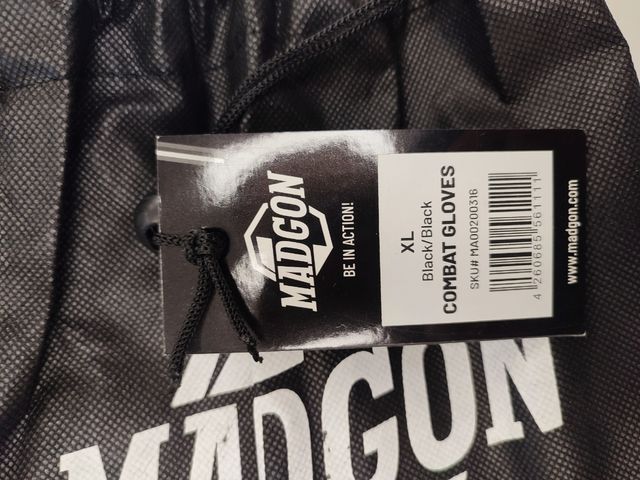 MADGON
BE IN ACTION!
XL
Black/Black
COMBAT GLOVES
SKU# MA00200316
4 260685 561111
www.madgon.com
MADGON